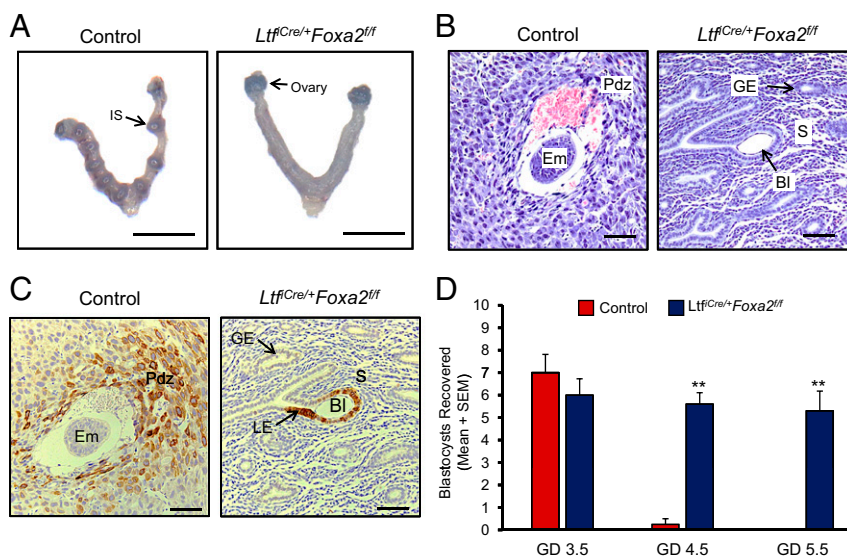 A
Control
Ltf^iCre/+Foxa2^f/f
IS
Ovary
B
Control
Ltf^iCre/+Foxa2^f/f
Pdz
Em
GE
S
Bl
C
Control
Ltf^iCre/+Foxa2^f/f
Pdz
Em
GE
S
Bl
LE
D
Control
Ltf^iCre/+Foxa2^f/f
Blastocysts Recovered
(Mean + SEM)
10
9
8
7
6
5
4
3
2
1
0
**
**
GD 3.5
GD 4.5
GD 5.5